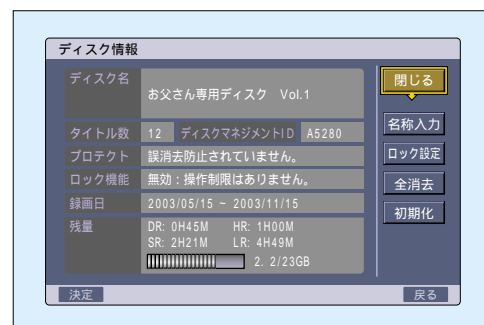 ディスク情報
ディスク名
お父さん専用ディスク Vol.1
タイトル数 12 ディスクマネジメントID A5280
プロテクト 誤消去防止されていません。
ロック機能 無効：操作制限はありません。
録画日 2003/05/15 ~ 2003/11/15
残量 DR: 0H45M HR: 1H00M
SR: 2H21M LR: 4H49M
2. 2/23GB
閉じる
名称入力
ロック設定
全消去
初期化
決定 戻る